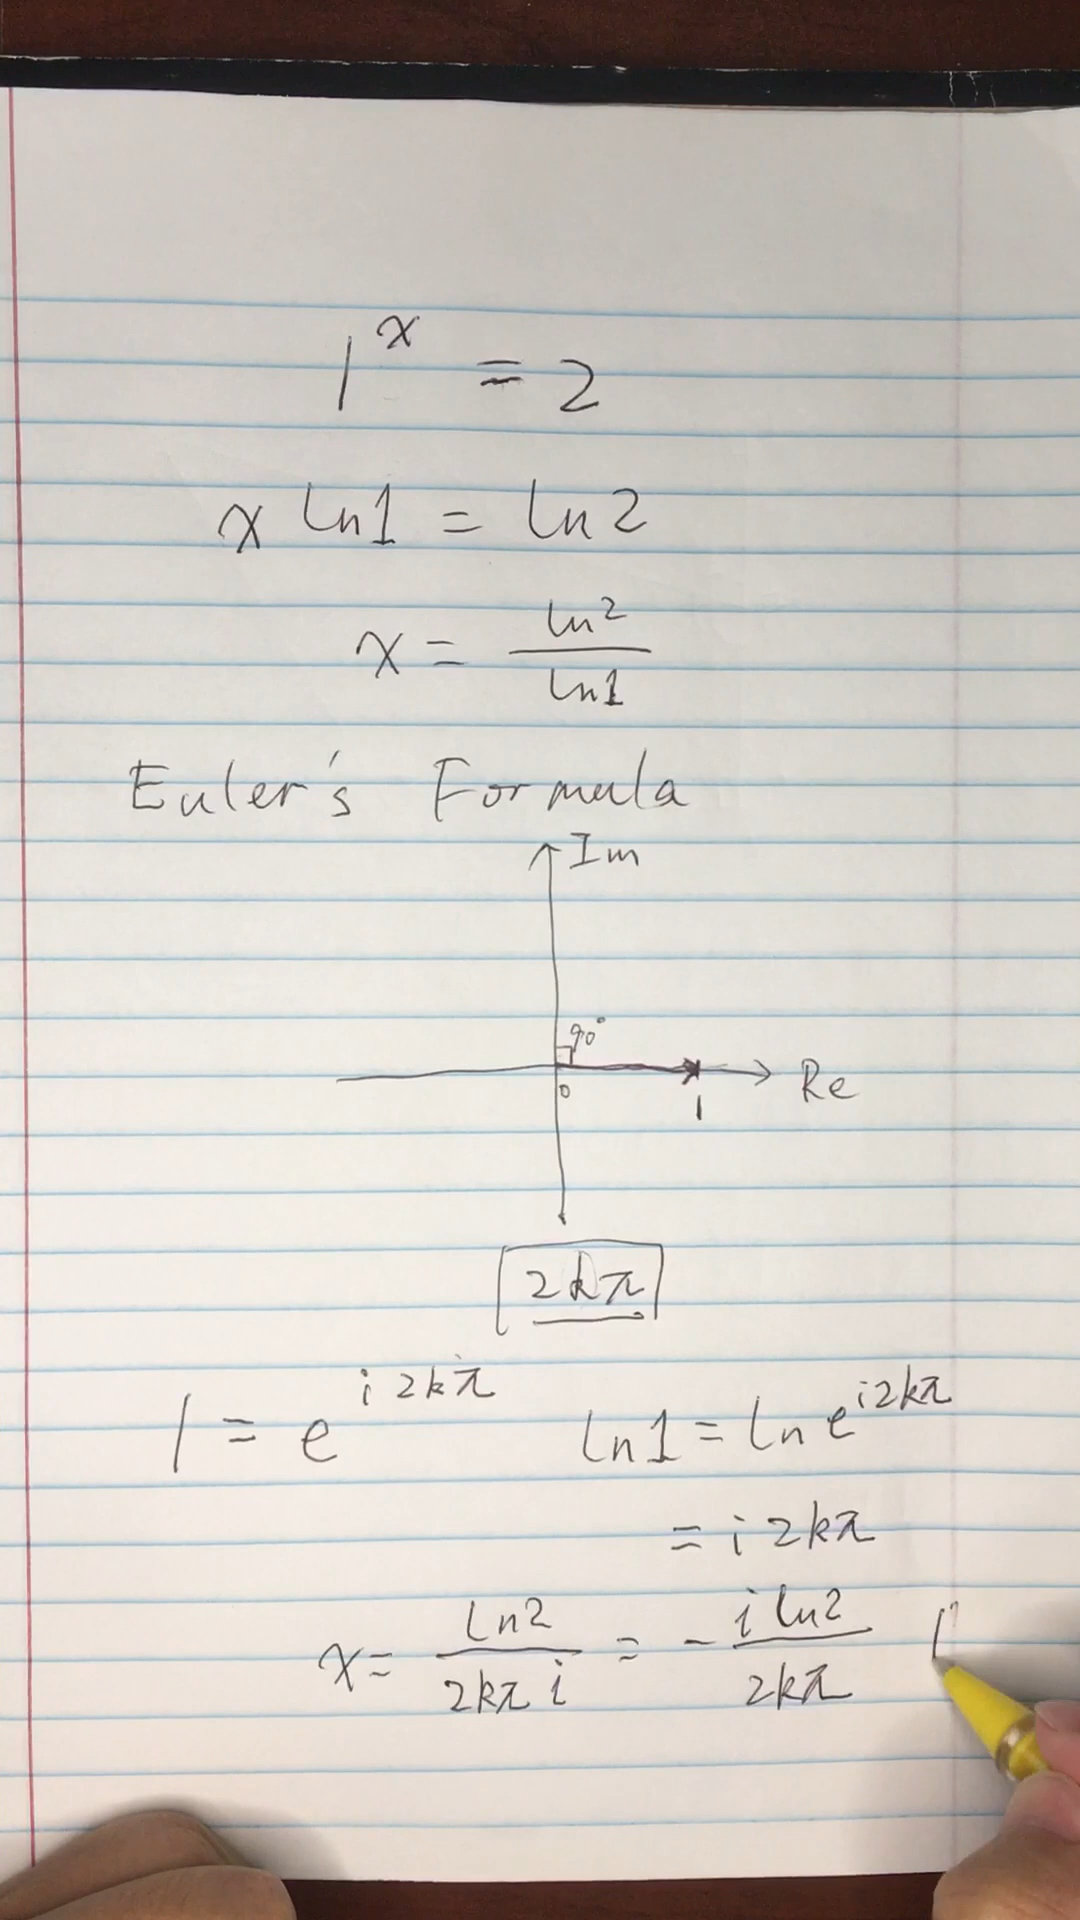 1^x = 2
x ln1 = ln2
x = ln2/ln1
Euler's Formula
Im
90°
0
1
Re
2kπ
1 = e^{i2kπ} ln1 = ln e^{i2kπ}
= i2kπ
x = ln2/2kπi = - i ln2/2kπ